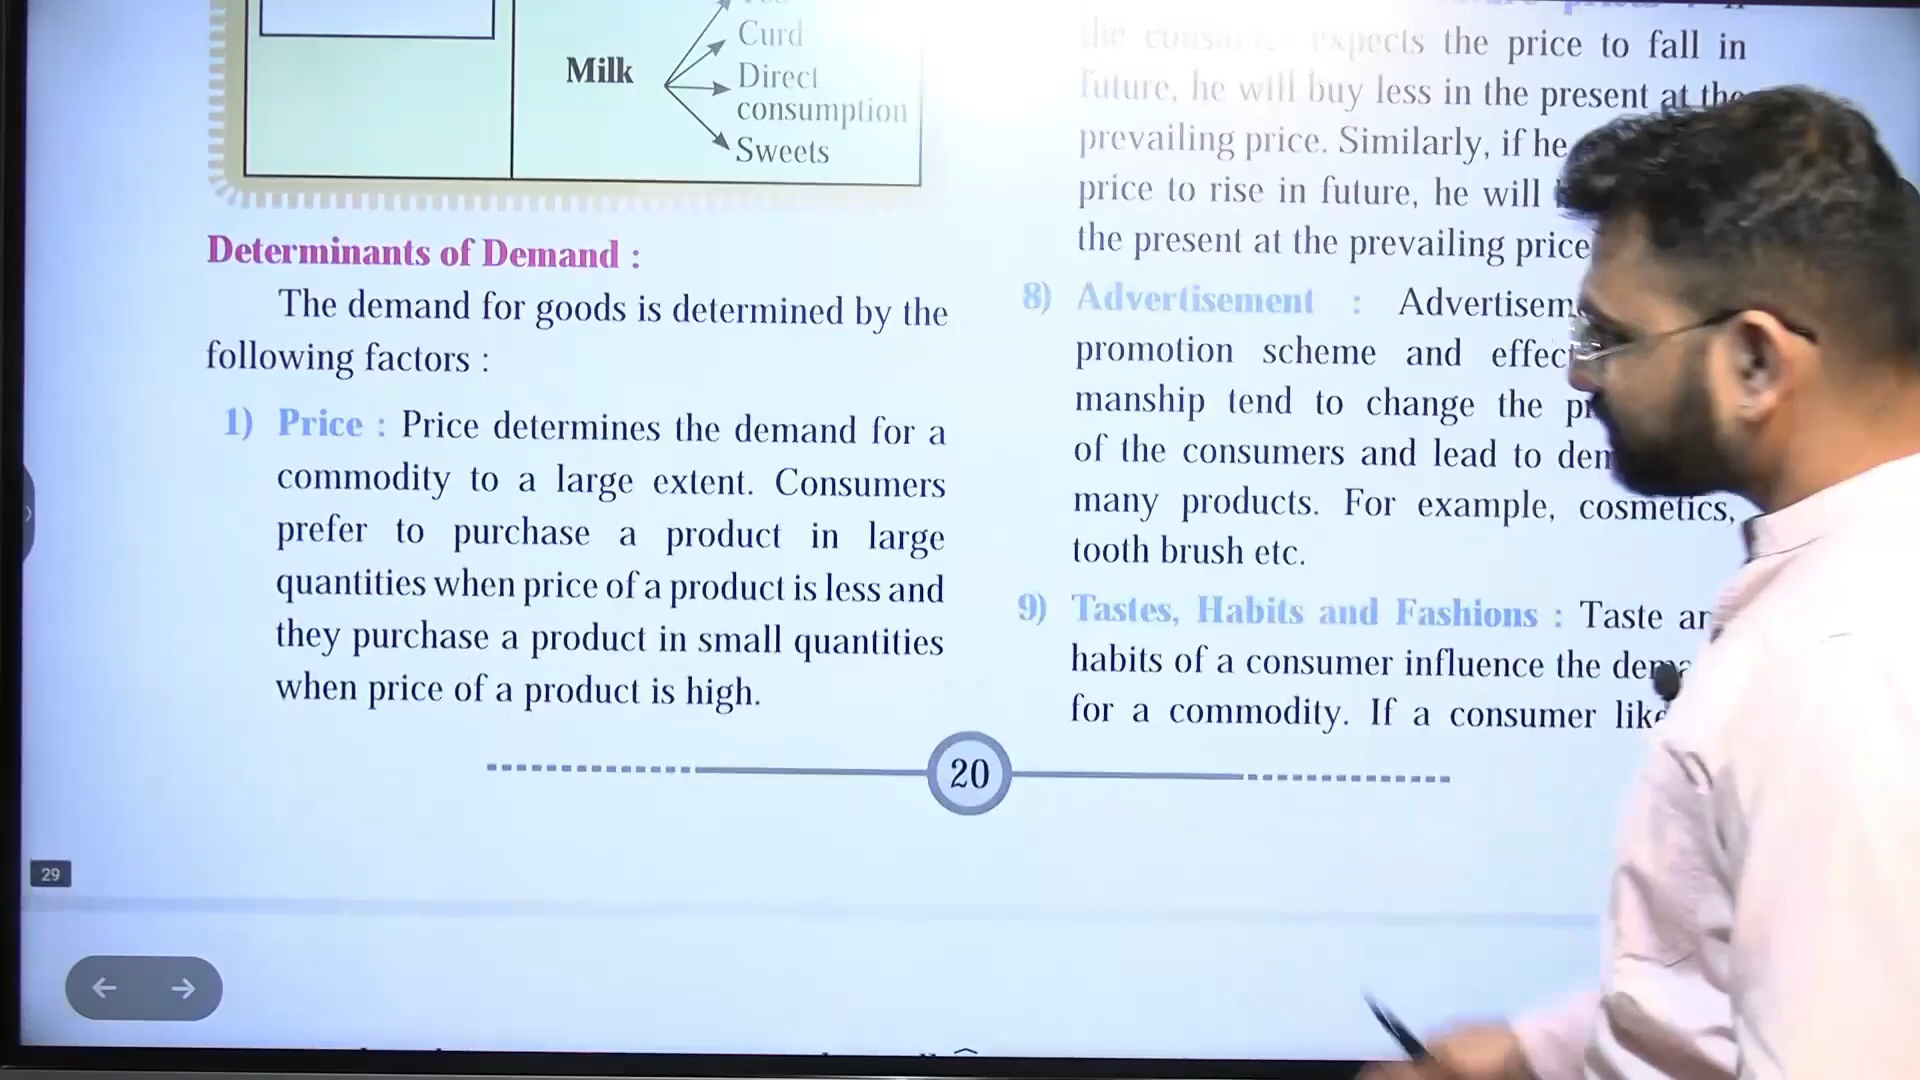 Curd
Milk
Direct
consumption
Sweets
Determinants of Demand :
The demand for goods is determined by the
following factors :
1) Price : Price determines the demand for a
commodity to a large extent. Consumers
prefer to purchase a product in large
quantities when price of a product is less and
they purchase a product in small quantities
when price of a product is high.
the consumer expects the price to fall in
future, he will buy less in the present at the
prevailing price. Similarly, if he
price to rise in future, he will
the present at the prevailing price
8) Advertisement :
promotion scheme and
manship tend to change the
of the consumers and lead to
many products. For example, cosmetics,
tooth brush etc.
9) Tastes, Habits and Fashions : Taste
habits of a consumer influence the
for a commodity. If a consumer
20
29